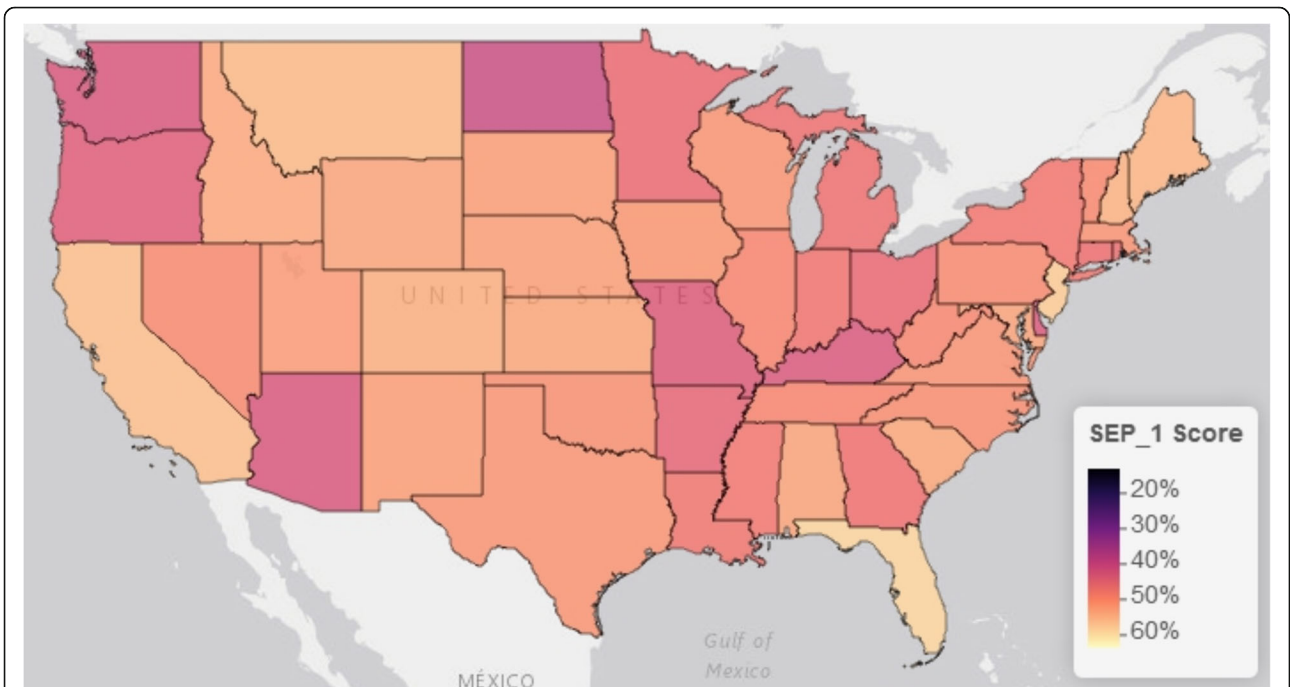 UNITED STATES
SEP_1 Score
20%
30%
40%
50%
60%
Gulf of
Mexico
MÉXICO